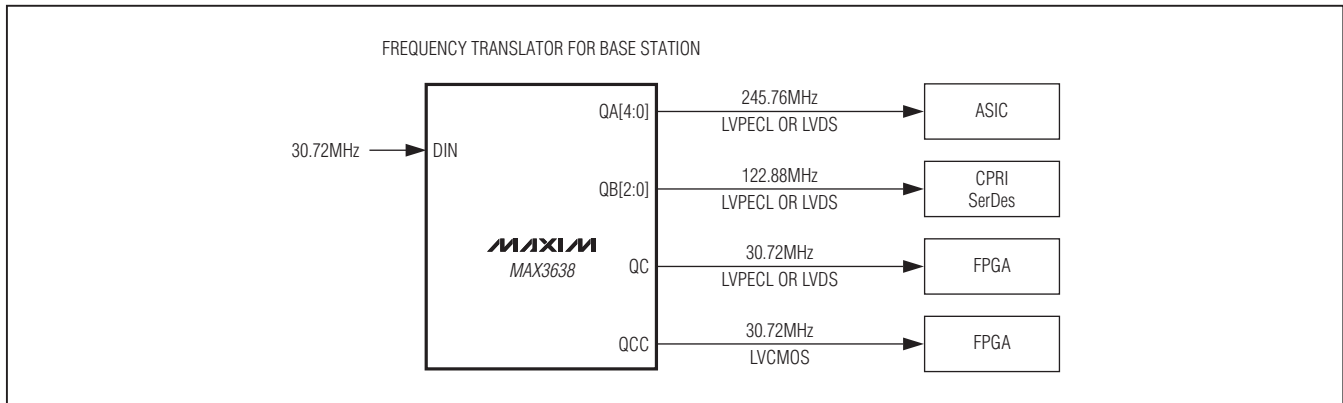 FREQUENCY TRANSLATOR FOR BASE STATION
30.72MHz
DIN
QA[4:0]
245.76MHz
LVPECL OR LVDS
ASIC
QB[2:0]
122.88MHz
LVPECL OR LVDS
CPRI
SerDes
MAXIM
MAX3638
QC
30.72MHz
LVPECL OR LVDS
FPGA
QCC
30.72MHz
LVCMOS
FPGA